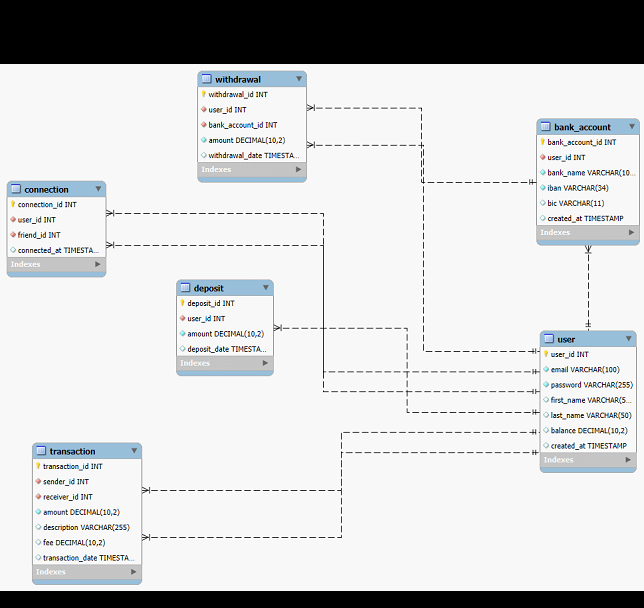 withdrawal
withdrawal_id INT
user_id INT
bank_account_id INT
amount DECIMAL(10,2)
withdrawal_date TIMESTA...
Indexes
bank_account
bank_account_id INT
user_id INT
bank_name VARCHAR(10...
iban VARCHAR(34)
bic VARCHAR(11)
created_at TIMESTAMP
Indexes
connection
connection_id INT
user_id INT
friend_id INT
connected_at TIMESTA...
Indexes
deposit
deposit_id INT
user_id INT
amount DECIMAL(10,2)
deposit_date TIMESTA...
Indexes
user
user_id INT
email VARCHAR(100)
password VARCHAR(255)
first_name VARCHAR(5...
last_name VARCHAR(50)
balance DECIMAL(10,2)
created_at TIMESTAMP
Indexes
transaction
transaction_id INT
sender_id INT
receiver_id INT
amount DECIMAL(10,2)
description VARCHAR(255)
fee DECIMAL(10,2)
transaction_date TIMESTA...
Indexes